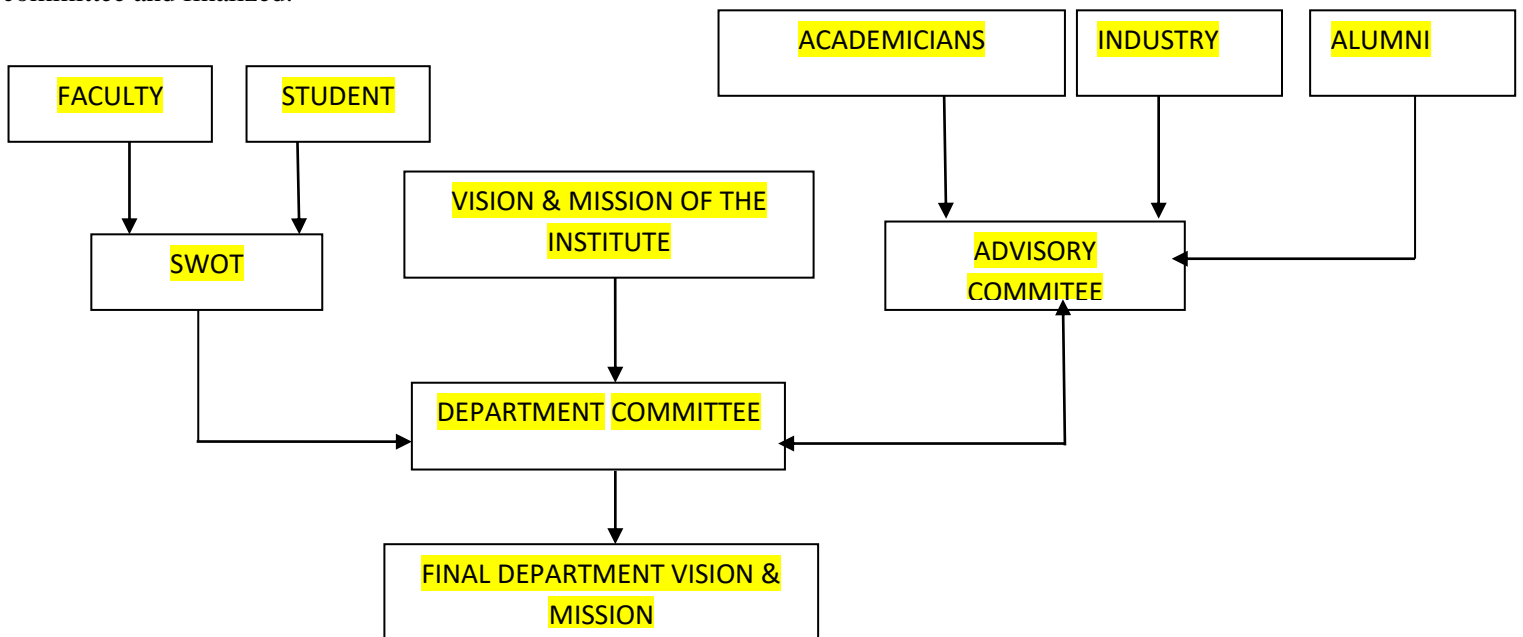 committee and finalized.
ACADEMICIANS
INDUSTRY
ALUMNI
FACULTY
STUDENT
VISION & MISSION OF THE
INSTITUTE
SWOT
ADVISORY
COMMITEE
DEPARTMENT COMMITTEE
FINAL DEPARTMENT VISION &
MISSION